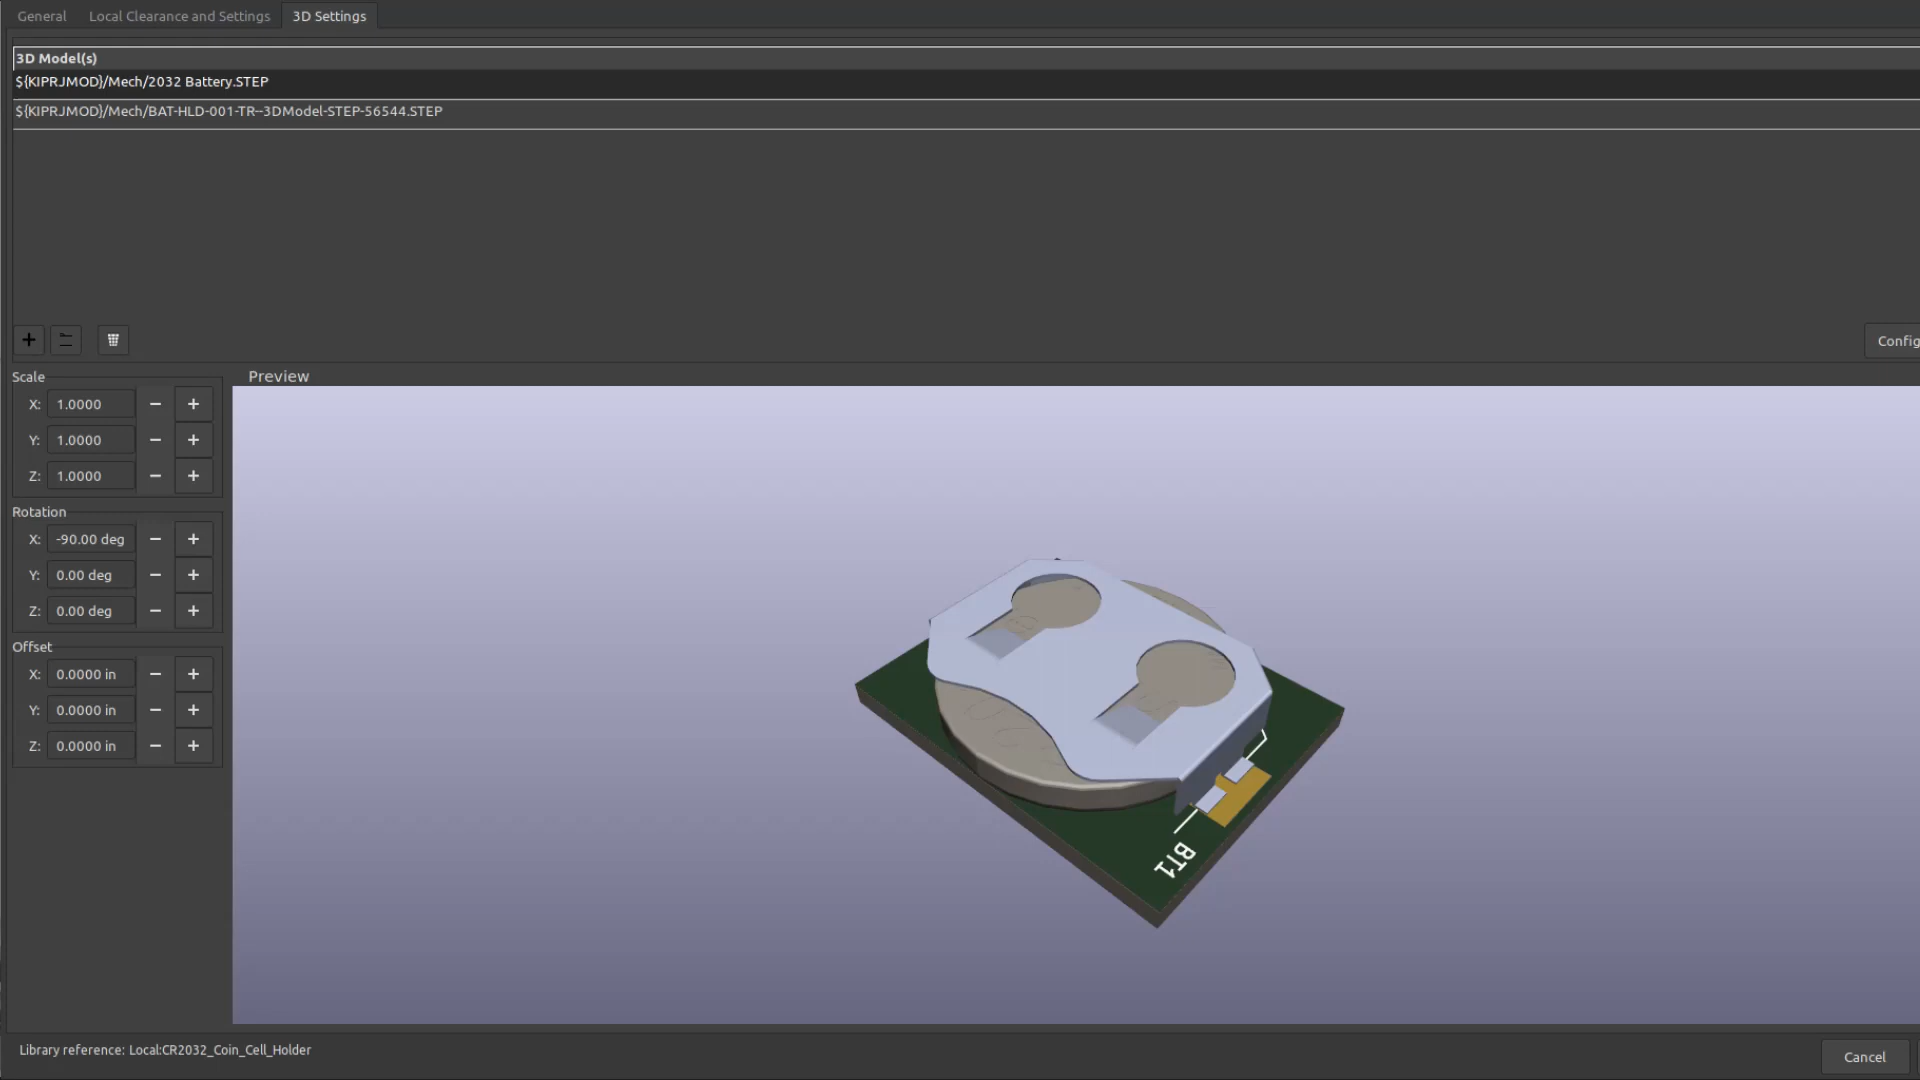 General Local Clearance and Settings 3D Settings
3D Model(s)
${KIPRJMOD}/Mech/2032 Battery.STEP
${KIPRJMOD}/Mech/BAT-HLD-001-TR--3DModel-STEP-56544.STEP
Config
Scale
Preview
X: 1.0000 - +
Y: 1.0000 - +
Z: 1.0000 - +
Rotation
X: -90.00 deg - +
Y: 0.00 deg - +
Z: 0.00 deg - +
Offset
X: 0.0000 in - +
Y: 0.0000 in - +
Z: 0.0000 in - +
BT1
Library reference: Local:CR2032_Coin_Cell_Holder
Cancel